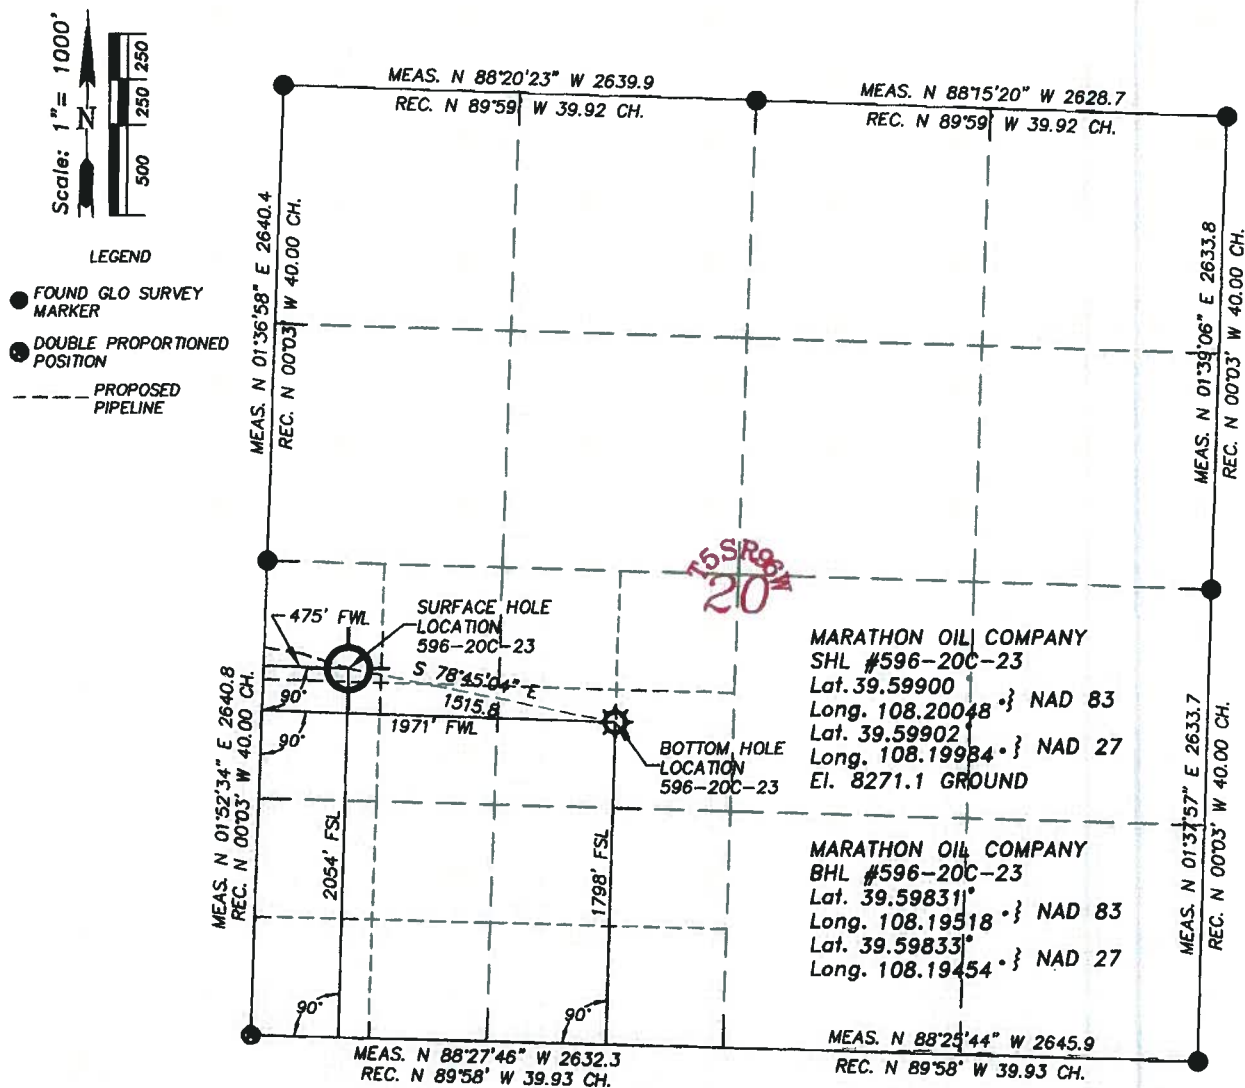 Scale: 1" = 1000'
N
500
250
250
LEGEND
FOUND GLO SURVEY
MARKER
DOUBLE PROPORTIONED
POSITION
PROPOSED
PIPELINE
MEAS. N 88°20'23" W 2639.9
REC. N 89°59' W 39.92 CH.
MEAS. N 88°15'20" W 2628.7
REC. N 89°59' W 39.92 CH.
MEAS. N 01°36'58" E 2640.4
REC. N 00°03' W 40.00 CH.
MEAS. N 01°39'06" E 2633.8
REC. N 00°03' W 40.00 CH.
T5S R96W
20
475' FWL
SURFACE HOLE
LOCATION
596-20C-23
S 78°45'04" E
1515.8
1971' FWL
90°
90°
BOTTOM HOLE
LOCATION
596-20C-23
MARATHON OIL COMPANY
SHL #596-20C-23
Lat. 39.59900°
Long. 108.20048° } NAD 83
Lat. 39.59902°
Long. 108.19984° } NAD 27
El. 8271.1 GROUND
MARATHON OIL COMPANY
BHL #596-20C-23
Lat. 39.59831°
Long. 108.19518° } NAD 83
Lat. 39.59833°
Long. 108.19454° } NAD 27
MEAS. N 01°52'34" E 2640.8
REC. N 00°03' W 40.00 CH.
2054' FSL
1798' FSL
MEAS. N 01°37'57" E 2633.7
REC. N 00°03' W 40.00 CH.
90°
90°
MEAS. N 88°27'46" W 2632.3
REC. N 89°58' W 39.93 CH.
MEAS. N 88°25'44" W 2645.9
REC. N 89°58' W 39.93 CH.